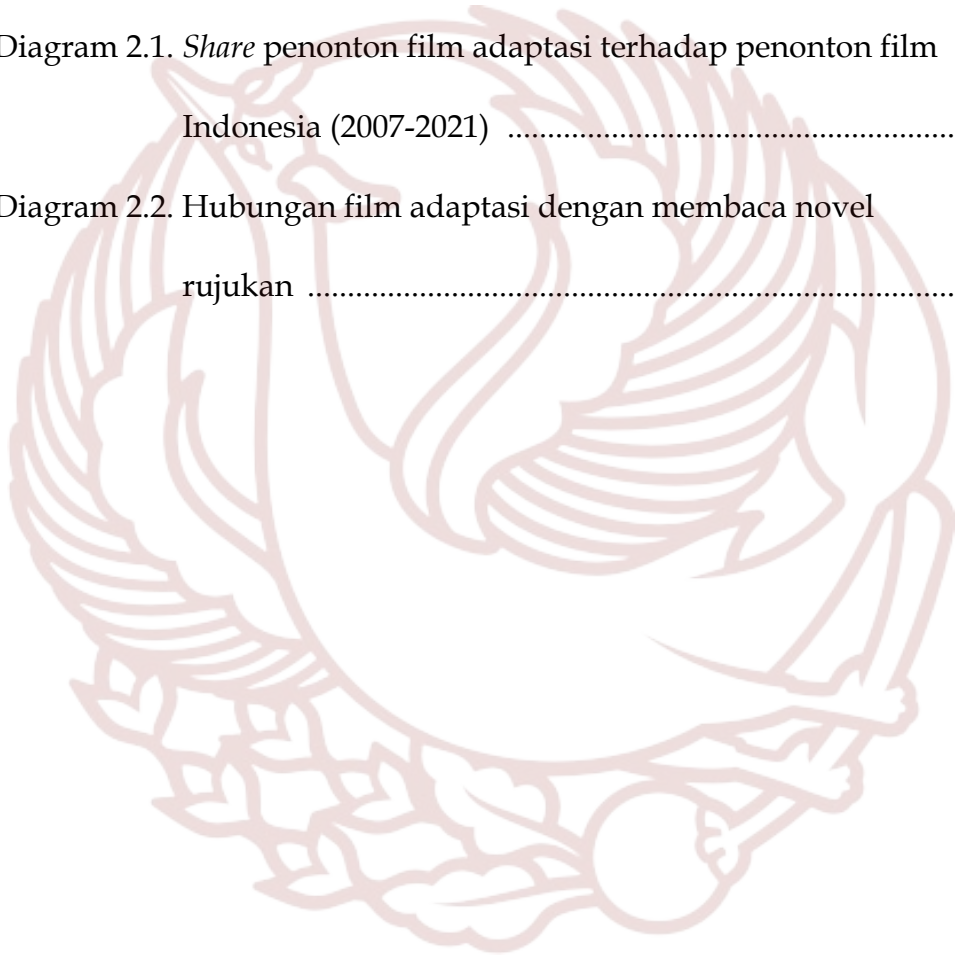 Diagram 2.1. Share penonton film adaptasi terhadap penonton film
Indonesia (2007-2021) ..................................................
Diagram 2.2. Hubungan film adaptasi dengan membaca novel
rujukan ..........................................................................